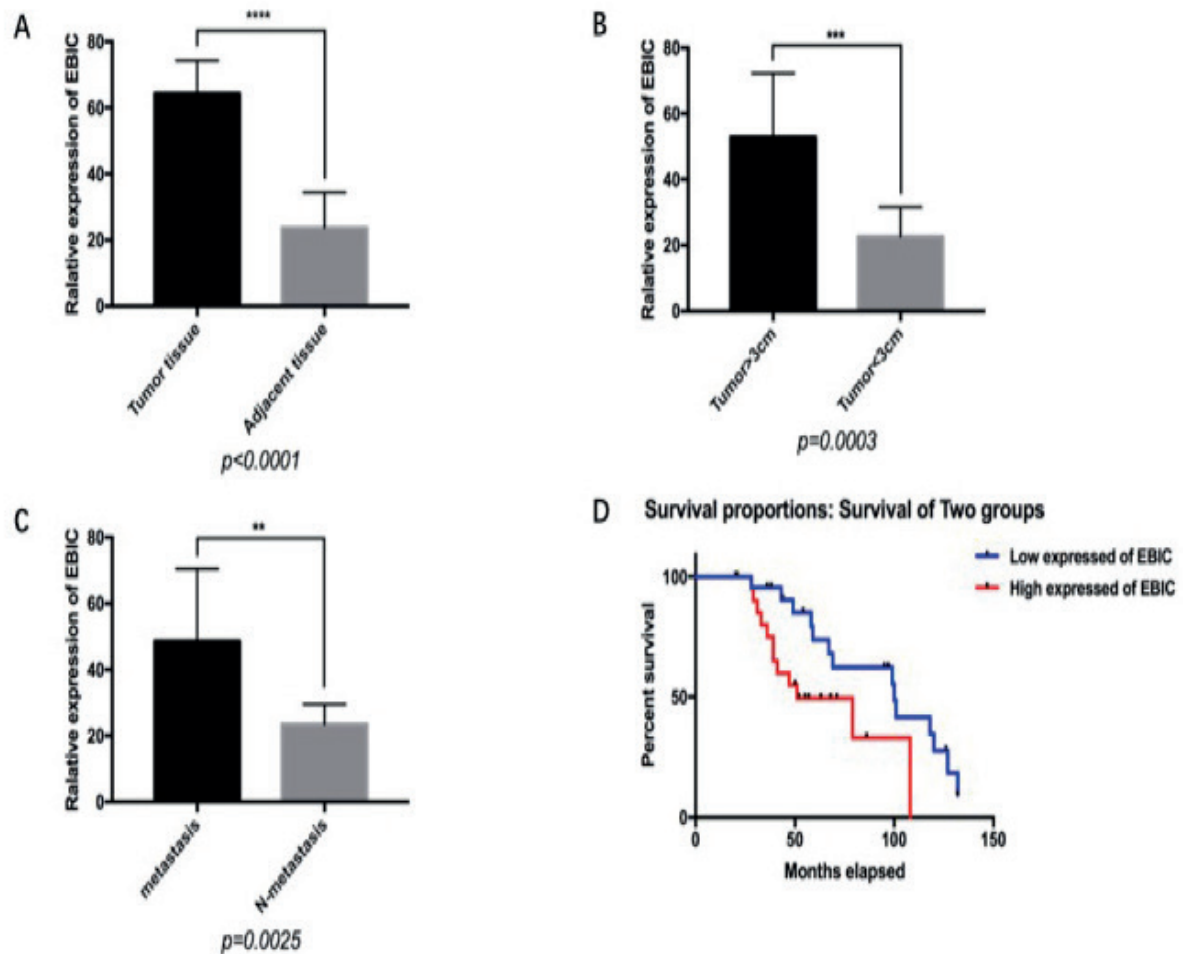 A
****
Ralative expression of EBIC
80
60
40
20
0
Tumor tissue
Adjacent tissue
p<0.0001
B
***
Ralative expression of EBIC
80
60
40
20
0
Tumor>3cm
Tumor<3cm
p=0.0003
C
**
Ralative expression of EBIC
80
60
40
20
0
metastasis
N-metastasis
p=0.0025
D
Survival proportions: Survival of Two groups
Low expressed of EBIC
High expressed of EBIC
Percent survival
100
50
0
0 50 100 150
Months elapsed